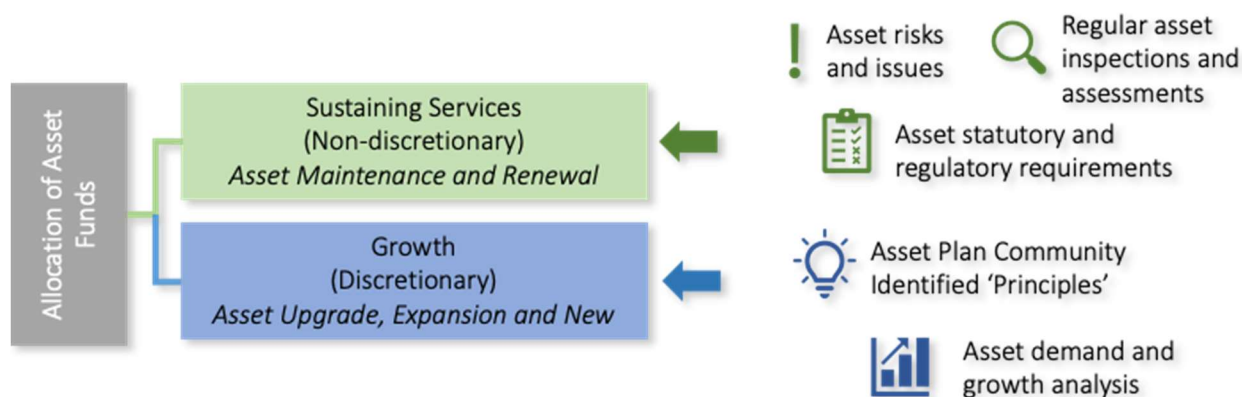 Allocation of Asset
Funds
Sustaining Services
(Non-discretionary)
Asset Maintenance and Renewal
Growth
(Discretionary)
Asset Upgrade, Expansion and New
Asset risks
and issues
Regular asset
inspections and
assessments
Asset statutory and
regulatory requirements
Asset Plan Community
Identified ‘Principles’
Asset demand and
growth analysis